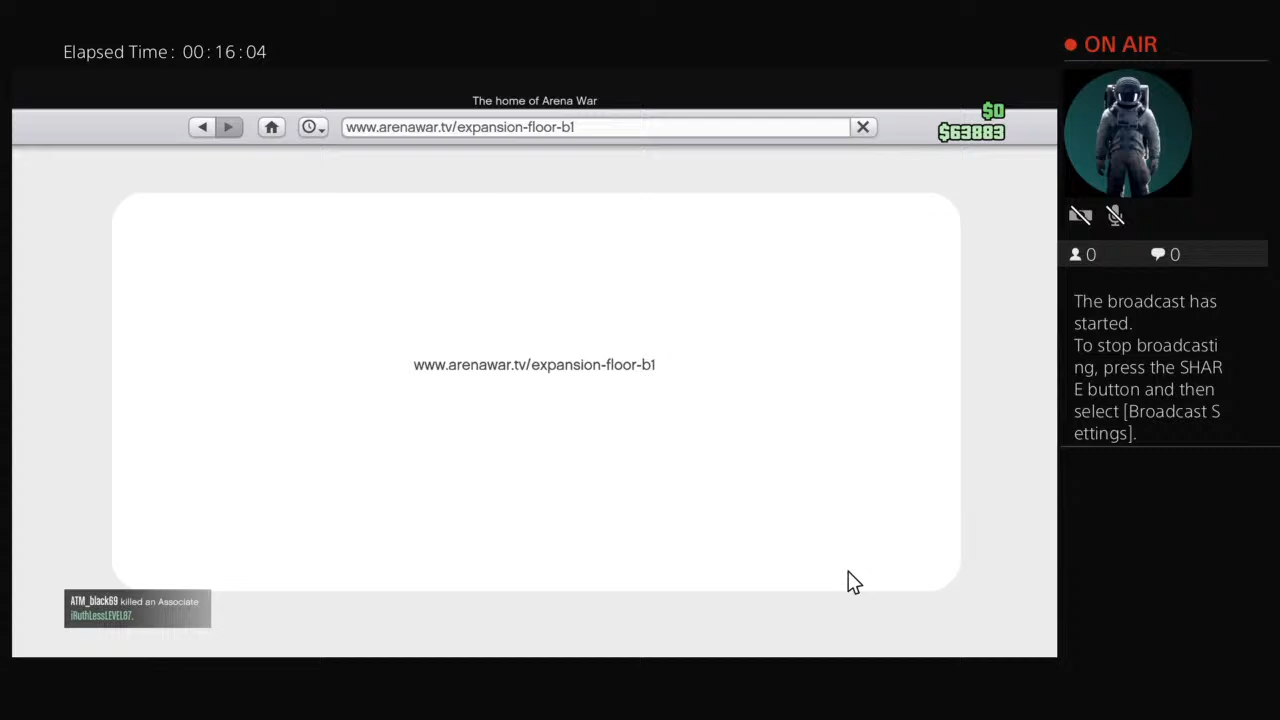 Elapsed Time: 00:16:04
ON AIR
The home of Arena War
www.arenawar.tv/expansion-floor-b1
$0
$63883
0
0
The broadcast has
started.
To stop broadcasti
ng, press the SHAR
E button and then
select [Broadcast S
ettings].
www.arenawar.tv/expansion-floor-b1
ATM_black69 killed an Associate
iRuthLessLEVEL87.